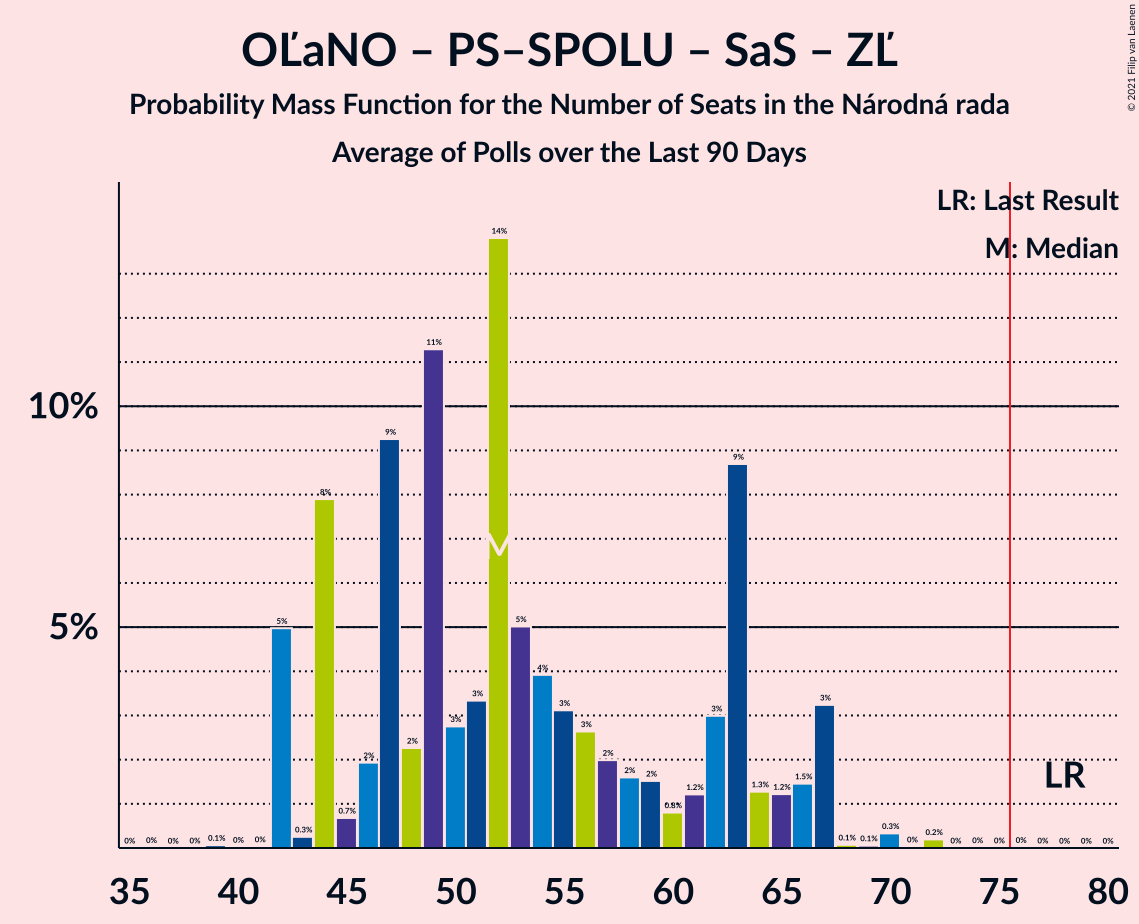 OĽaNO – PS–SPOLU – SaS – ZĽ
Probability Mass Function for the Number of Seats in the Národná rada
Average of Polls over the Last 90 Days
© 2021 Filip van Laenen
LR: Last Result
M: Median
10%
5%
0% 0% 0% 0% 0.1% 0% 0% 5% 0.3% 8% 0.7% 2% 9% 2% 11% 3% 3% 14% 5% 4% 3% 3% 2% 2% 2% 0.8% 1.2% 3% 9% 1.3% 1.2% 1.5% 3% 0.1% 0.1% 0.3% 0% 0.2% 0% 0% 0% 0% 0% 0% 0% 0%
M
LR
35 40 45 50 55 60 65 70 75 80